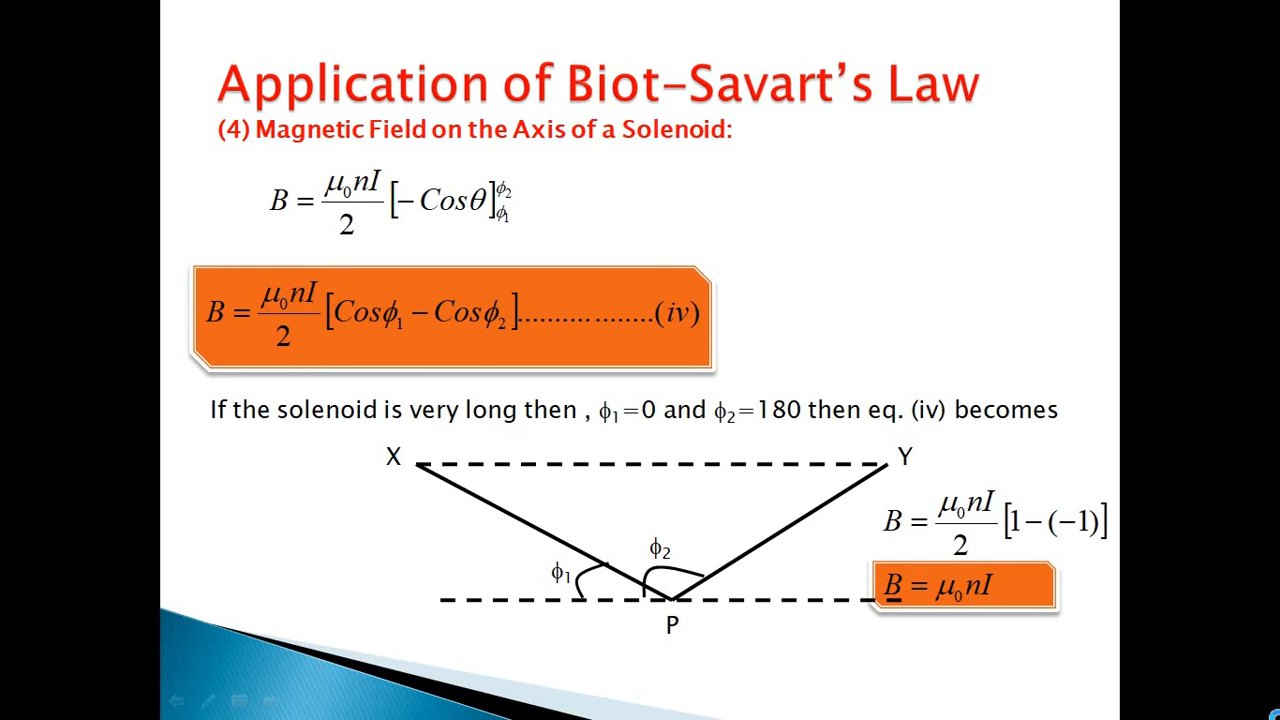 Application of Biot-Savart's Law
(4) Magnetic Field on the Axis of a Solenoid:
B = μ₀nI/2 [− Cosθ]ϕ₁^ϕ₂
B = μ₀nI/2 [Cosϕ₁ − Cosϕ₂]..................(iv)
If the solenoid is very long then , ϕ₁=0 and ϕ₂=180 then eq. (iv) becomes
X
Y
B = μ₀nI/2 [1 − (−1)]
ϕ₂
ϕ₁
B = μ₀nI
P